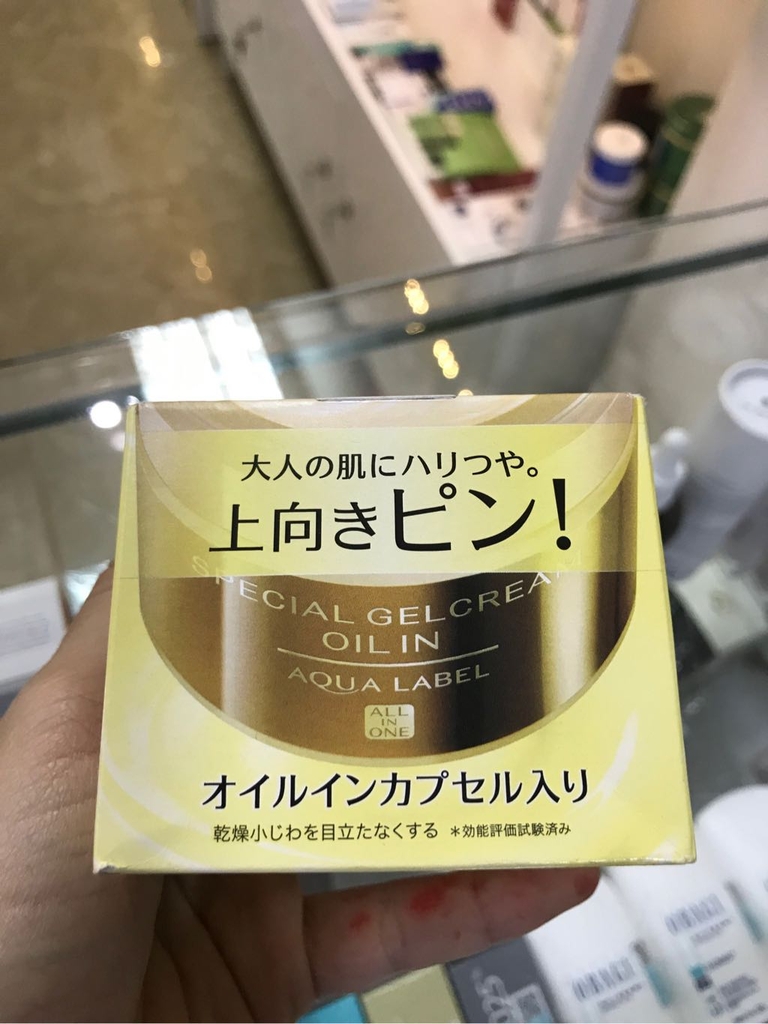 大人の肌にハリつや。
上向きピン!
SPECIAL GELCREAM
OIL IN
AQUA LABEL
ALL
IN
ONE
オイルインカプセル入り
乾燥小じわを目立たなくする ＊効能評価試験済み